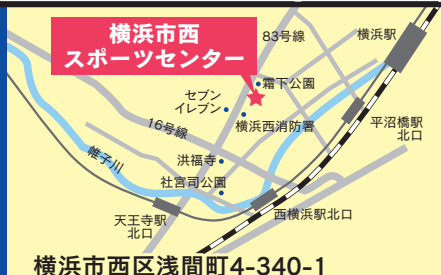 横浜市西
スポーツセンター
83号線
横浜駅
霜下公園
セブン
イレブン
横浜西消防署
平沼橋駅
北口
16号線
帷子川
洪福寺
社宮司公園
天王寺駅
北口
西横浜駅北口
横浜市西区浅間町4-340-1